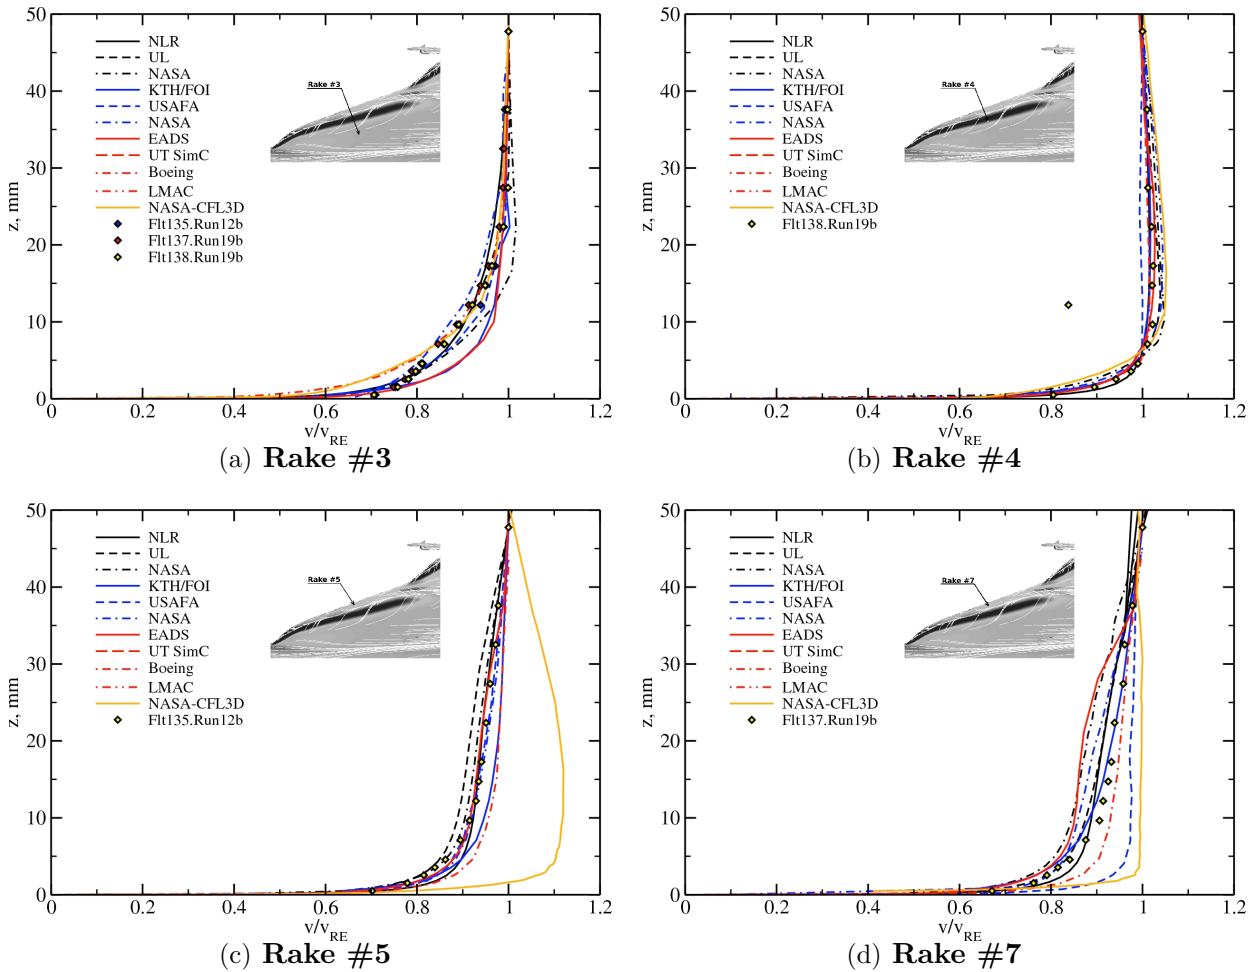 50
40
30
20
10
0
z, mm
NLR
UL
NASA
KTH/FOI
USAFA
NASA
EADS
UT SimC
Boeing
LMAC
NASA-CFL3D
Flt135.Run12b
Flt137.Run19b
Flt138.Run19b
Rake #3
0 0.2 0.4 0.6 0.8 1 1.2
v/v_RE
(a) Rake #3
50
40
30
20
10
0
z, mm
NLR
UL
NASA
KTH/FOI
USAFA
NASA
EADS
UT SimC
Boeing
LMAC
NASA-CFL3D
Flt138.Run19b
Rake #4
0 0.2 0.4 0.6 0.8 1 1.2
v/v_RE
(b) Rake #4
50
40
30
20
10
0
z, mm
NLR
UL
NASA
KTH/FOI
USAFA
NASA
EADS
UT SimC
Boeing
LMAC
NASA-CFL3D
Flt135.Run12b
Rake #5
0 0.2 0.4 0.6 0.8 1 1.2
v/v_RE
(c) Rake #5
50
40
30
20
10
0
z, mm
NLR
UL
NASA
KTH/FOI
USAFA
NASA
EADS
UT SimC
Boeing
LMAC
NASA-CFL3D
Flt137.Run19b
Rake #7
0 0.2 0.4 0.6 0.8 1 1.2
v/v_RE
(d) Rake #7